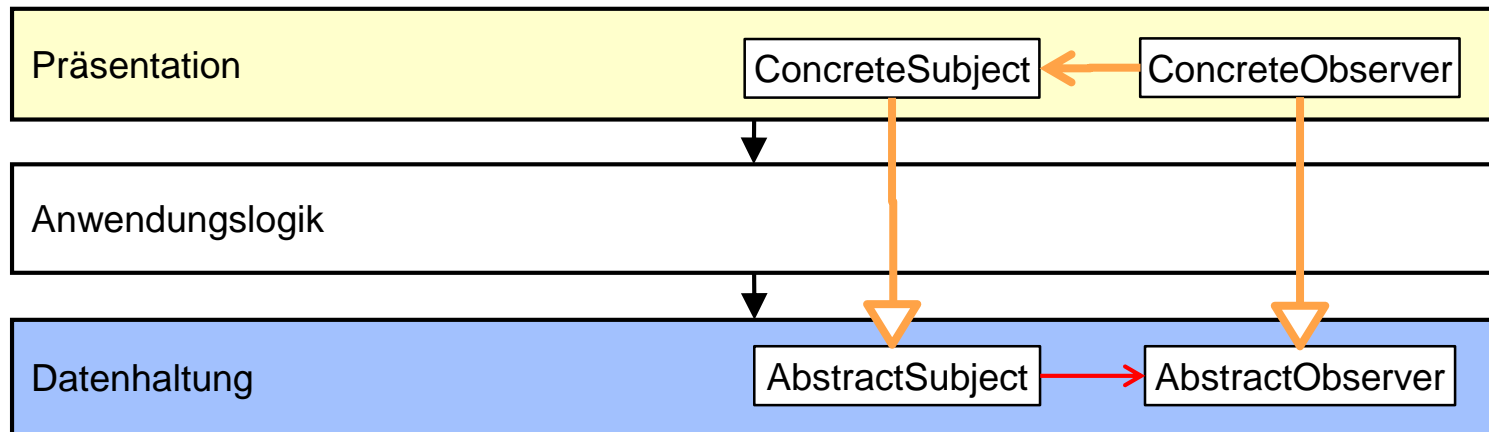 Präsentation
ConcreteSubject
ConcreteObserver
Anwendungslogik
Datenhaltung
AbstractSubject
AbstractObserver